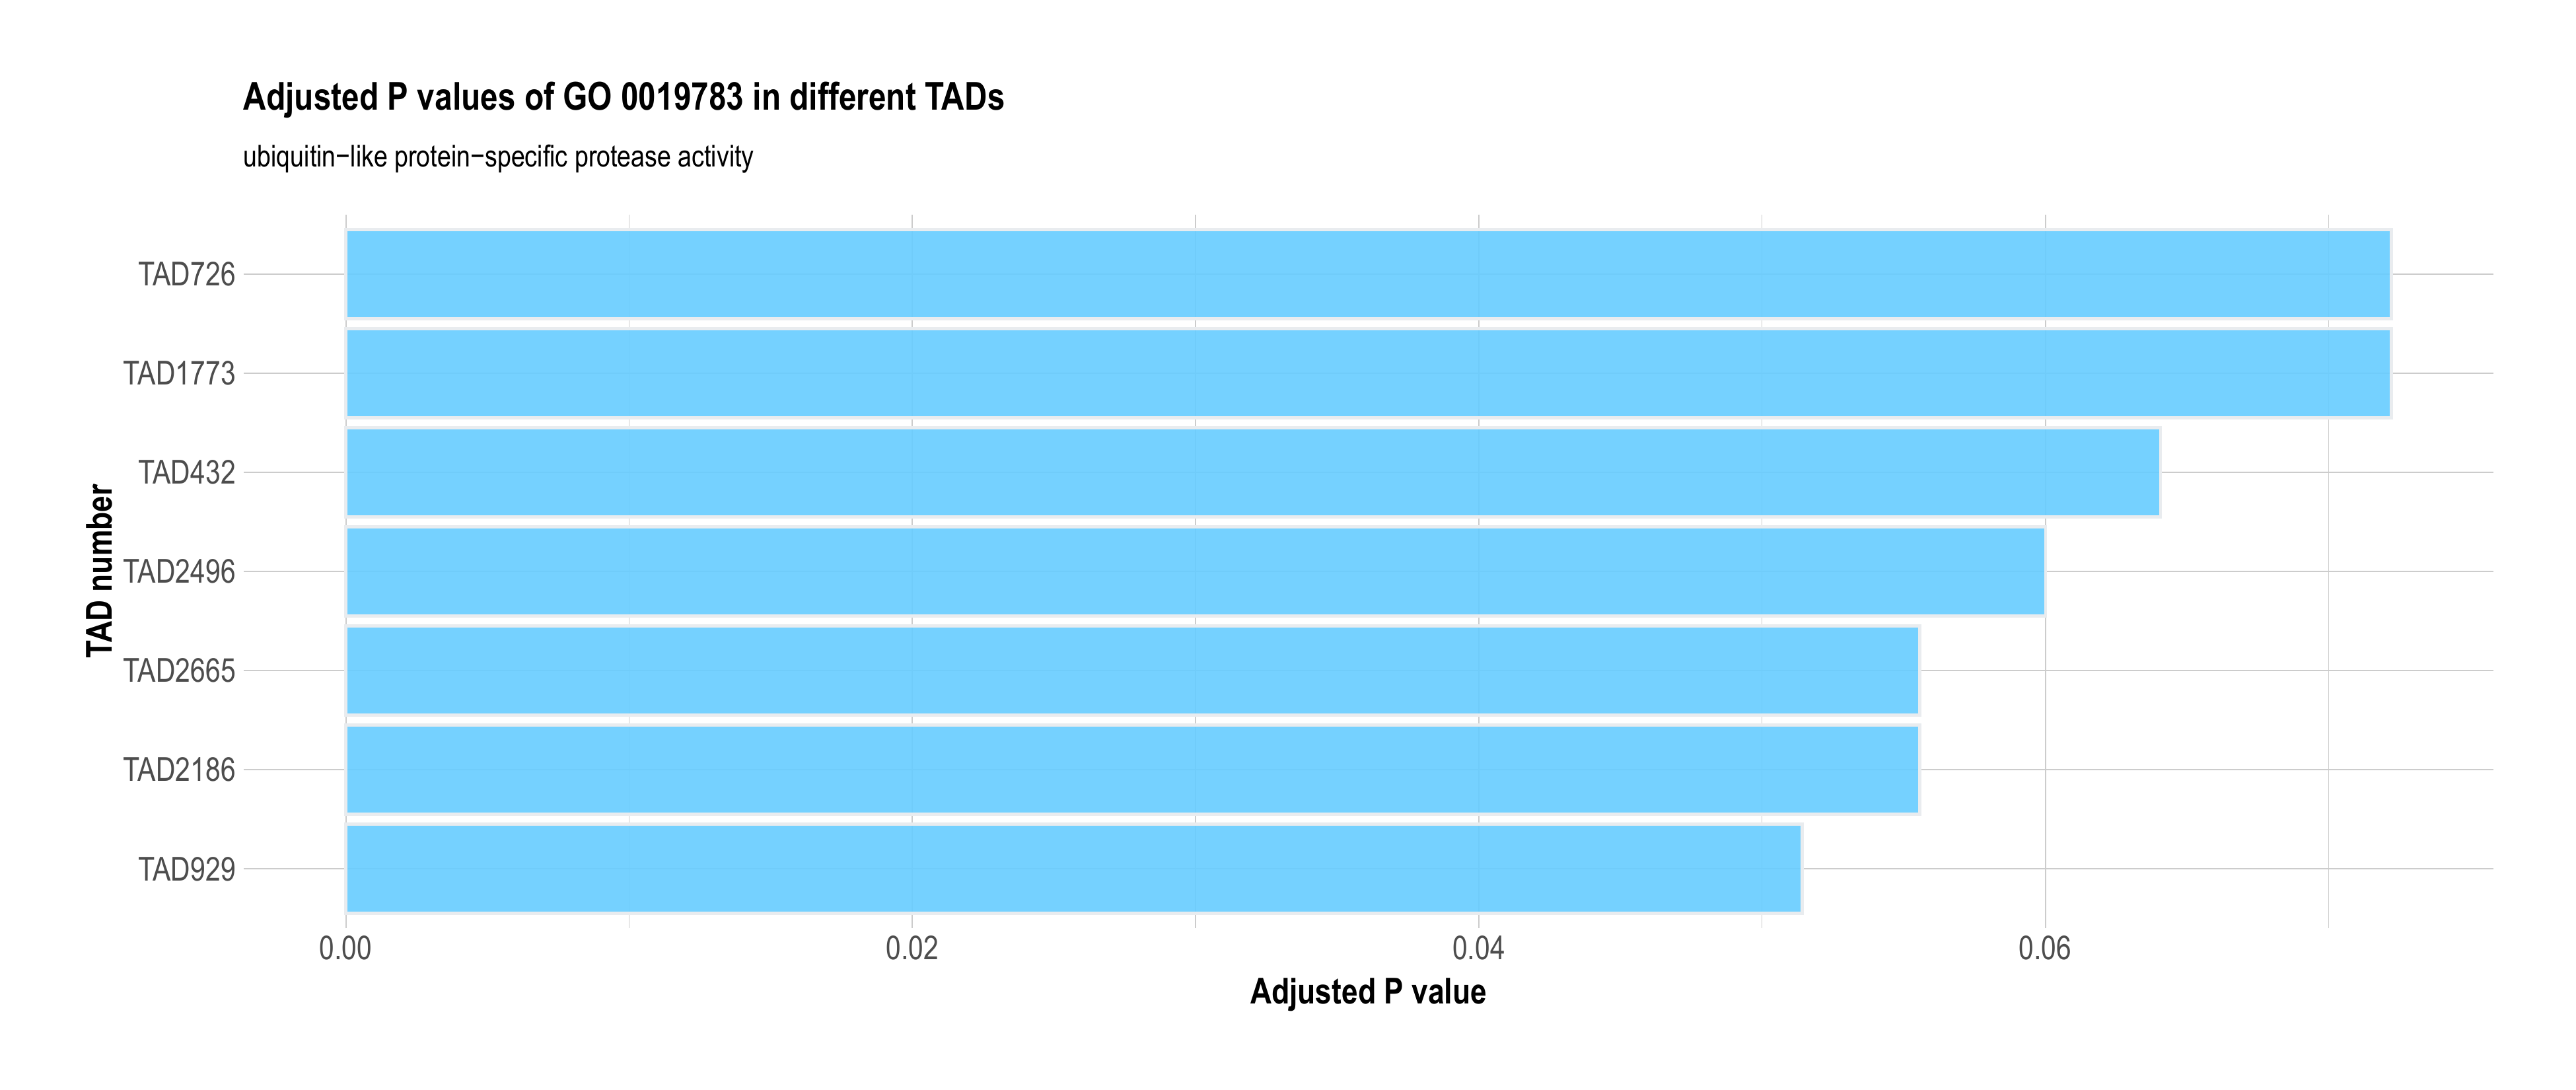 Adjusted P values of GO 0019783 in different TADs
ubiquitin−like protein−specific protease activity
TAD number
TAD726
TAD1773
TAD432
TAD2496
TAD2665
TAD2186
TAD929
0.00 0.02 0.04 0.06
Adjusted P value